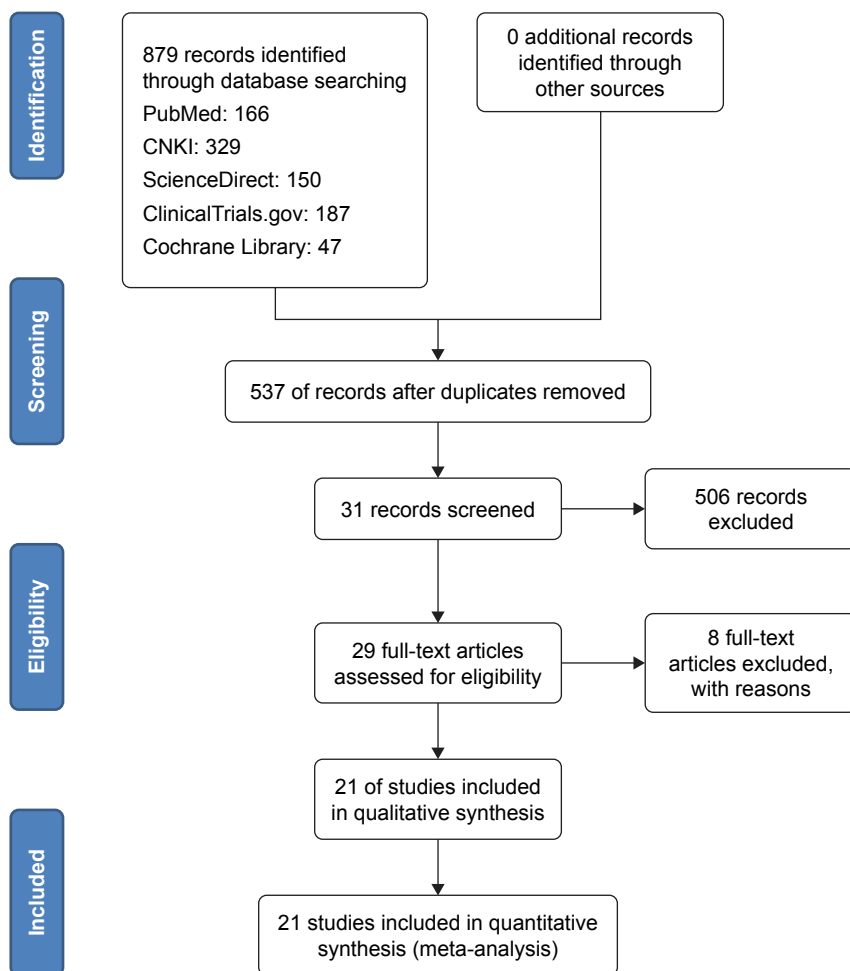 Identification
879 records identified
through database searching
PubMed: 166
CNKI: 329
ScienceDirect: 150
ClinicalTrials.gov: 187
Cochrane Library: 47
0 additional records
identified through
other sources
Screening
537 of records after duplicates removed
31 records screened
506 records
excluded
Eligibility
29 full-text articles
assessed for eligibility
8 full-text
articles excluded,
with reasons
21 of studies included
in qualitative synthesis
Included
21 studies included in quantitative
synthesis (meta-analysis)